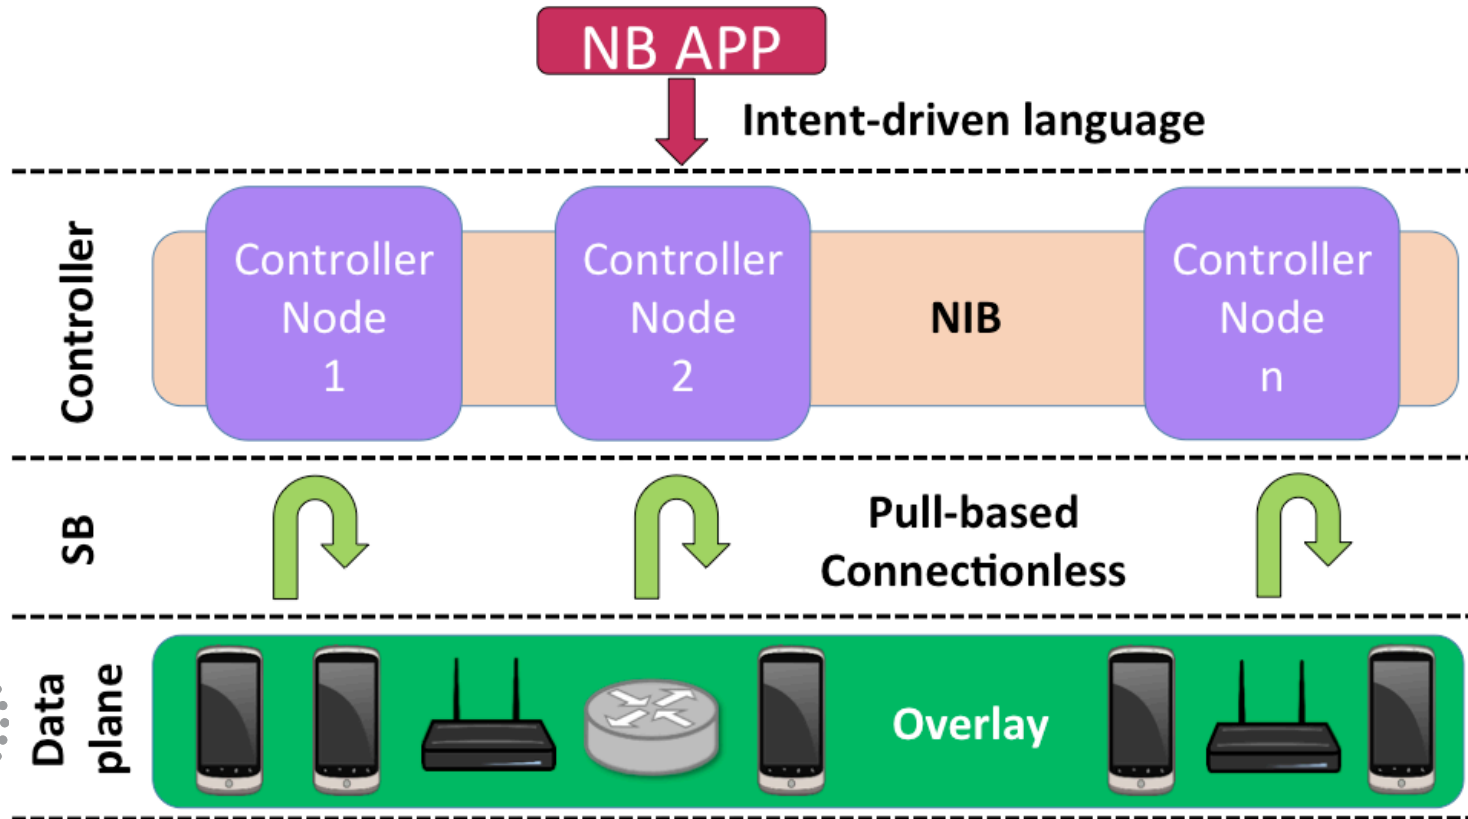 NB APP
Intent-driven language
Controller
Controller
Node
1
Controller
Node
2
NIB
Controller
Node
n
SB
Pull-based
Connectionless
Data
plane
Overlay